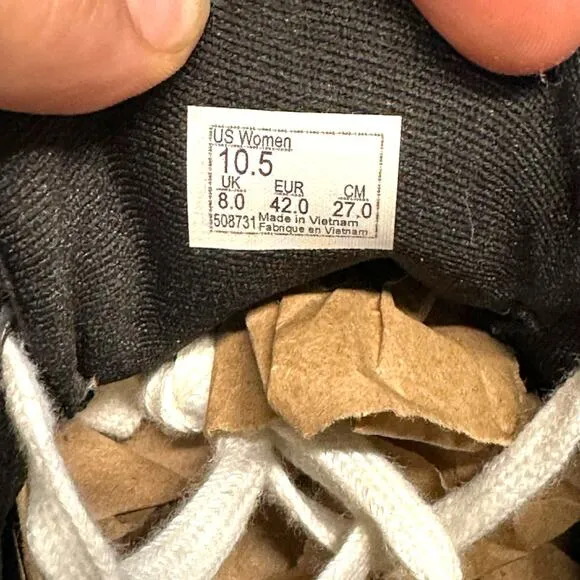 US Women
10.5
UK EUR CM
8.0 42.0 27.0
508731 Made in Vietnam
Fabrique en Vietnam